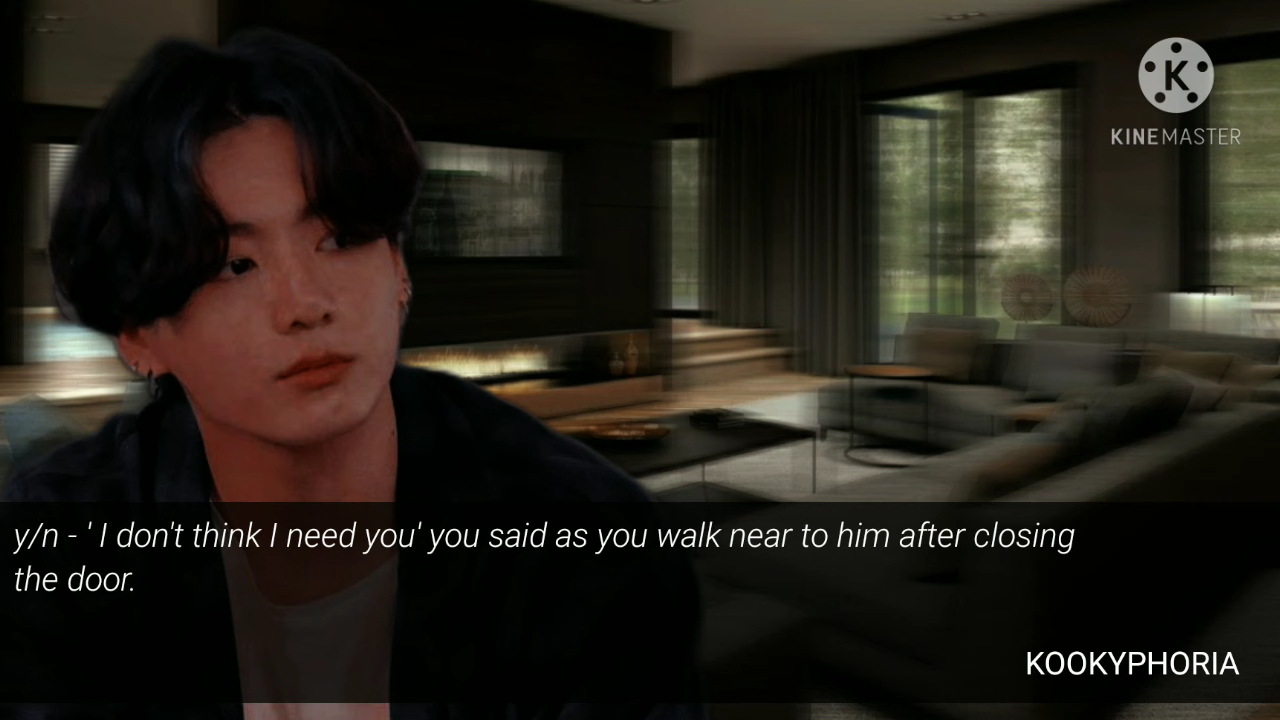 KINEMASTER
y/n - ' I don't think I need you' you said as you walk near to him after closing
the door.
KOOKYPHORIA